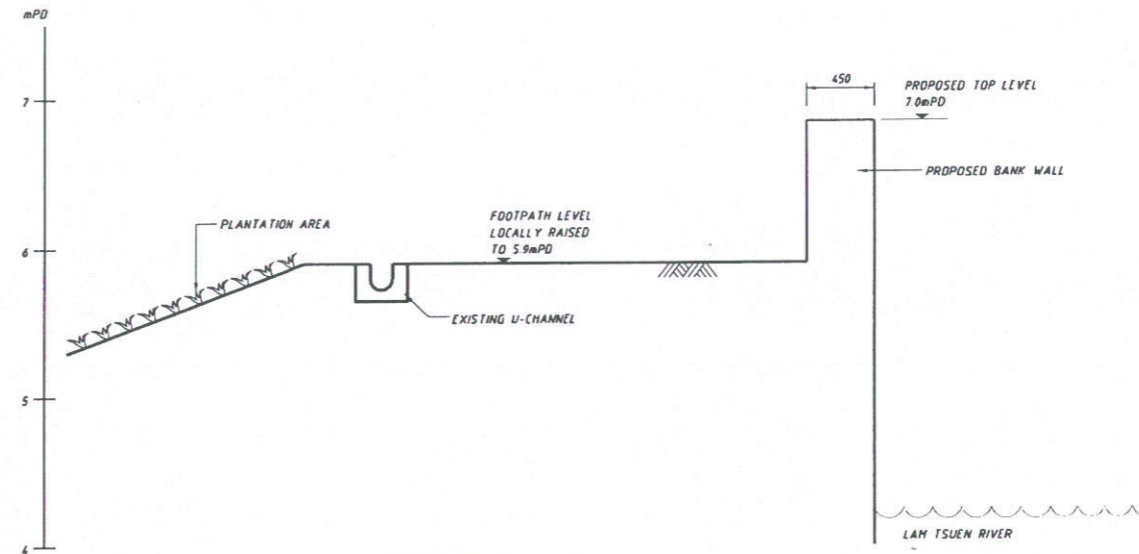 mPD
7
6
5
4
450
PROPOSED TOP LEVEL
7.0mPD
PROPOSED BANK WALL
PLANTATION AREA
FOOTPATH LEVEL
LOCALLY RAISED
TO 5.9mPD
EXISTING U-CHANNEL
LAM TSUEN RIVER